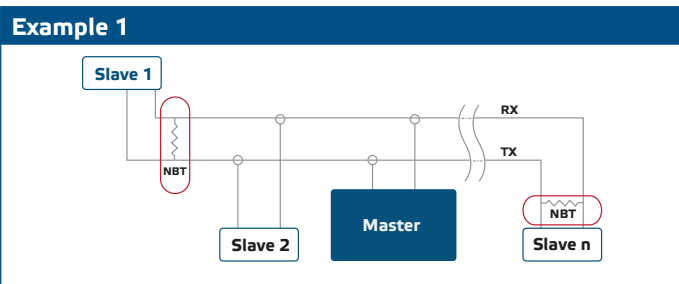 Example 1
Slave 1
RX
TX
NBT
NBT
Master
Slave 2
Slave n